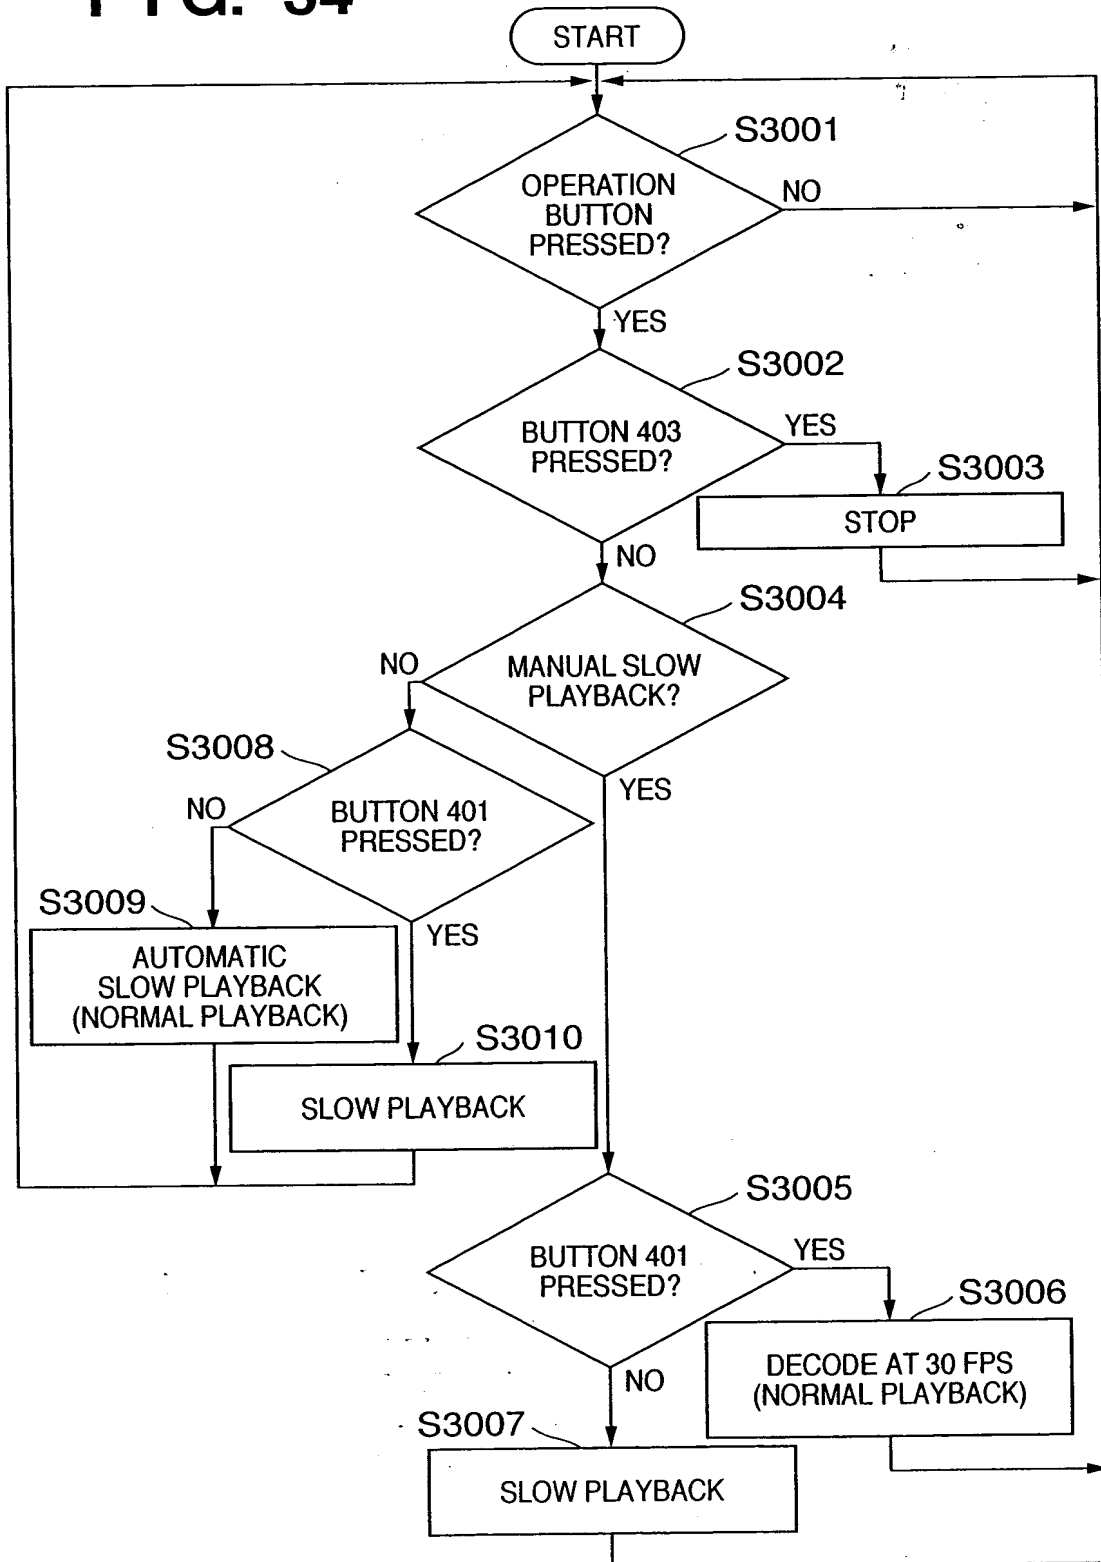 FIG. 34
START
S3001
OPERATION
BUTTON
PRESSED?
NO
YES
S3002
BUTTON 403
PRESSED?
YES
S3003
STOP
NO
S3004
MANUAL SLOW
PLAYBACK?
NO
YES
S3008
BUTTON 401
PRESSED?
NO
YES
S3009
AUTOMATIC
SLOW PLAYBACK
(NORMAL PLAYBACK)
S3010
SLOW PLAYBACK
S3005
BUTTON 401
PRESSED?
YES
S3006
DECODE AT 30 FPS
(NORMAL PLAYBACK)
NO
S3007
SLOW PLAYBACK